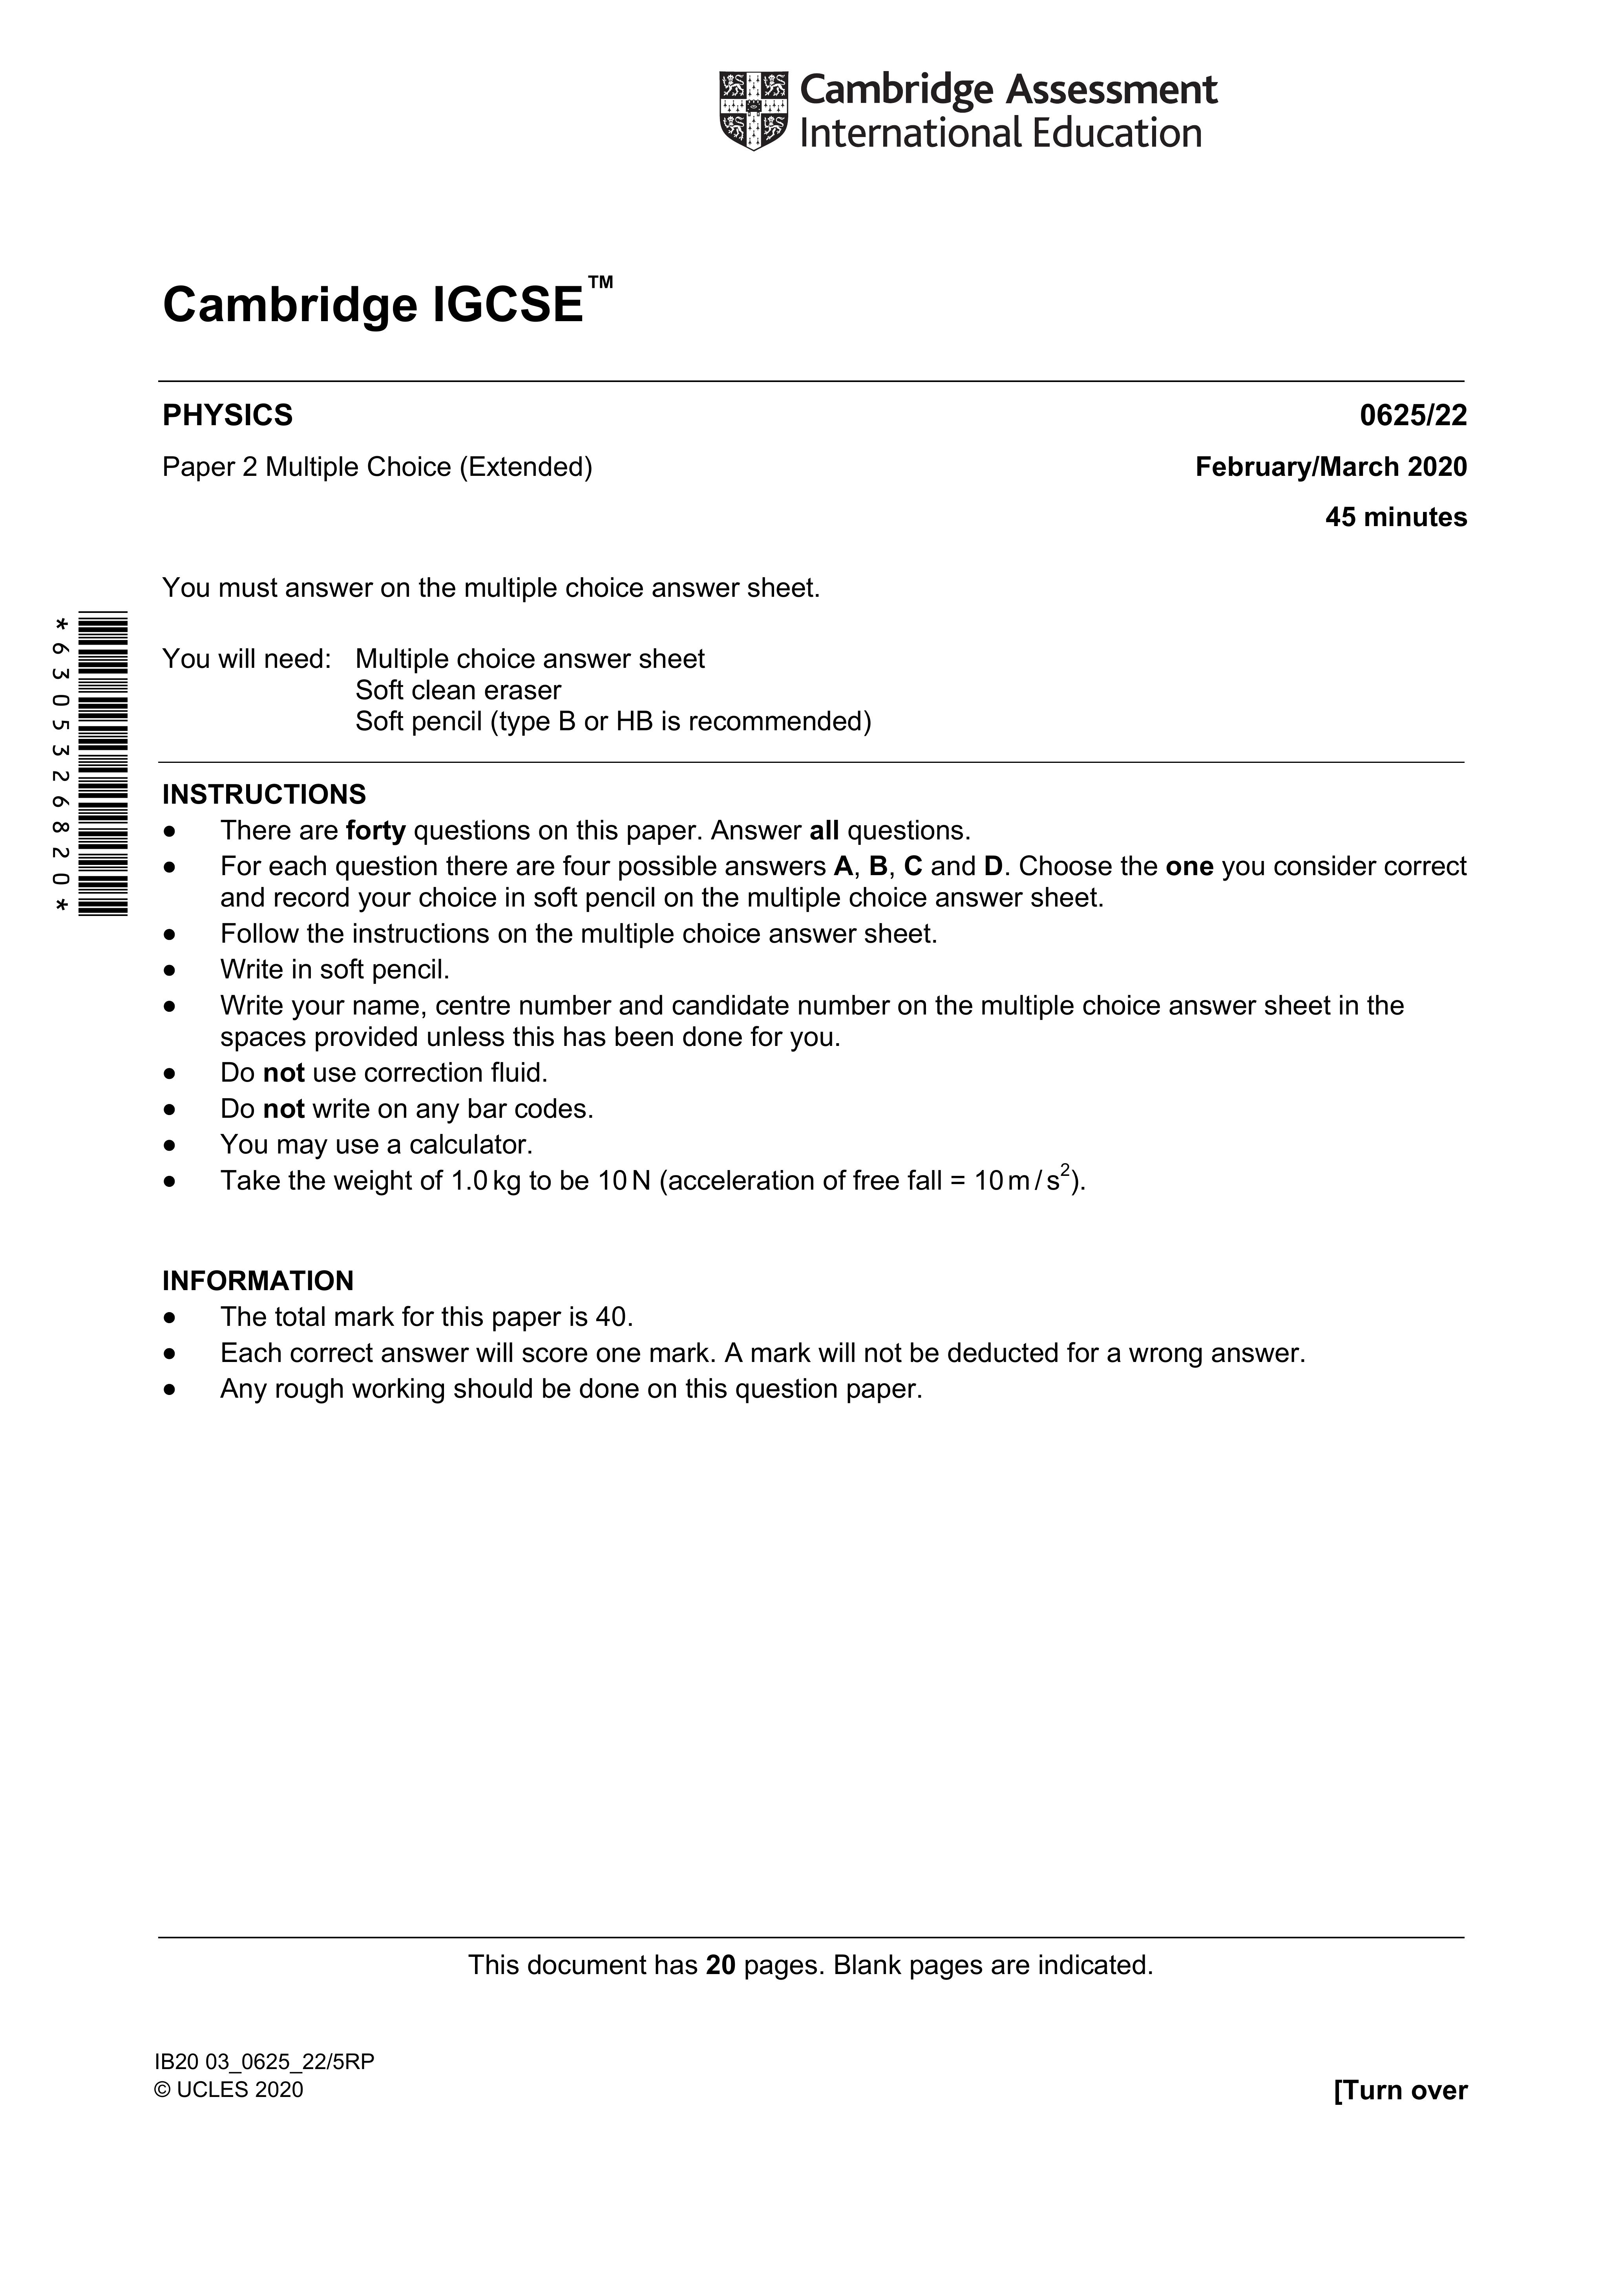 Cambridge Assessment
International Education
Cambridge IGCSE™
PHYSICS 0625/22
Paper 2 Multiple Choice (Extended) February/March 2020
45 minutes
You must answer on the multiple choice answer sheet.
You will need: Multiple choice answer sheet
Soft clean eraser
Soft pencil (type B or HB is recommended)
*6305326820*
INSTRUCTIONS
● There are forty questions on this paper. Answer all questions.
● For each question there are four possible answers A, B, C and D. Choose the one you consider correct
and record your choice in soft pencil on the multiple choice answer sheet.
● Follow the instructions on the multiple choice answer sheet.
● Write in soft pencil.
● Write your name, centre number and candidate number on the multiple choice answer sheet in the
spaces provided unless this has been done for you.
● Do not use correction fluid.
● Do not write on any bar codes.
● You may use a calculator.
● Take the weight of 1.0 kg to be 10 N (acceleration of free fall = 10 m / s²).
INFORMATION
● The total mark for this paper is 40.
● Each correct answer will score one mark. A mark will not be deducted for a wrong answer.
● Any rough working should be done on this question paper.
This document has 20 pages. Blank pages are indicated.
IB20 03_0625_22/5RP
© UCLES 2020 [Turn over